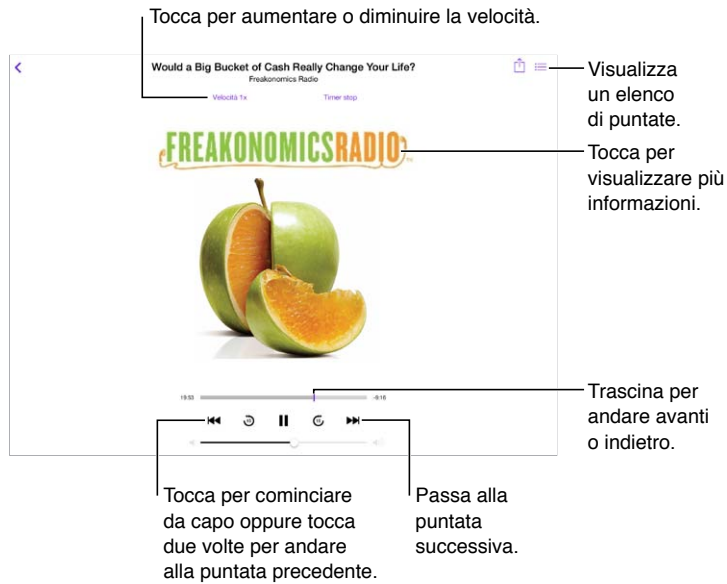 Tocca per aumentare o diminuire la velocità.
Would a Big Bucket of Cash Really Change Your Life?
Freakonomics Radio
Velocità 1x
Timer stop
Visualizza
un elenco
di puntate.
FREAKONOMICSRADIO
Tocca per
visualizzare più
informazioni.
19:53
-9:16
Trascina per
andare avanti
o indietro.
15
15
Tocca per cominciare
da capo oppure tocca
due volte per andare
alla puntata precedente.
Passa alla
puntata
successiva.